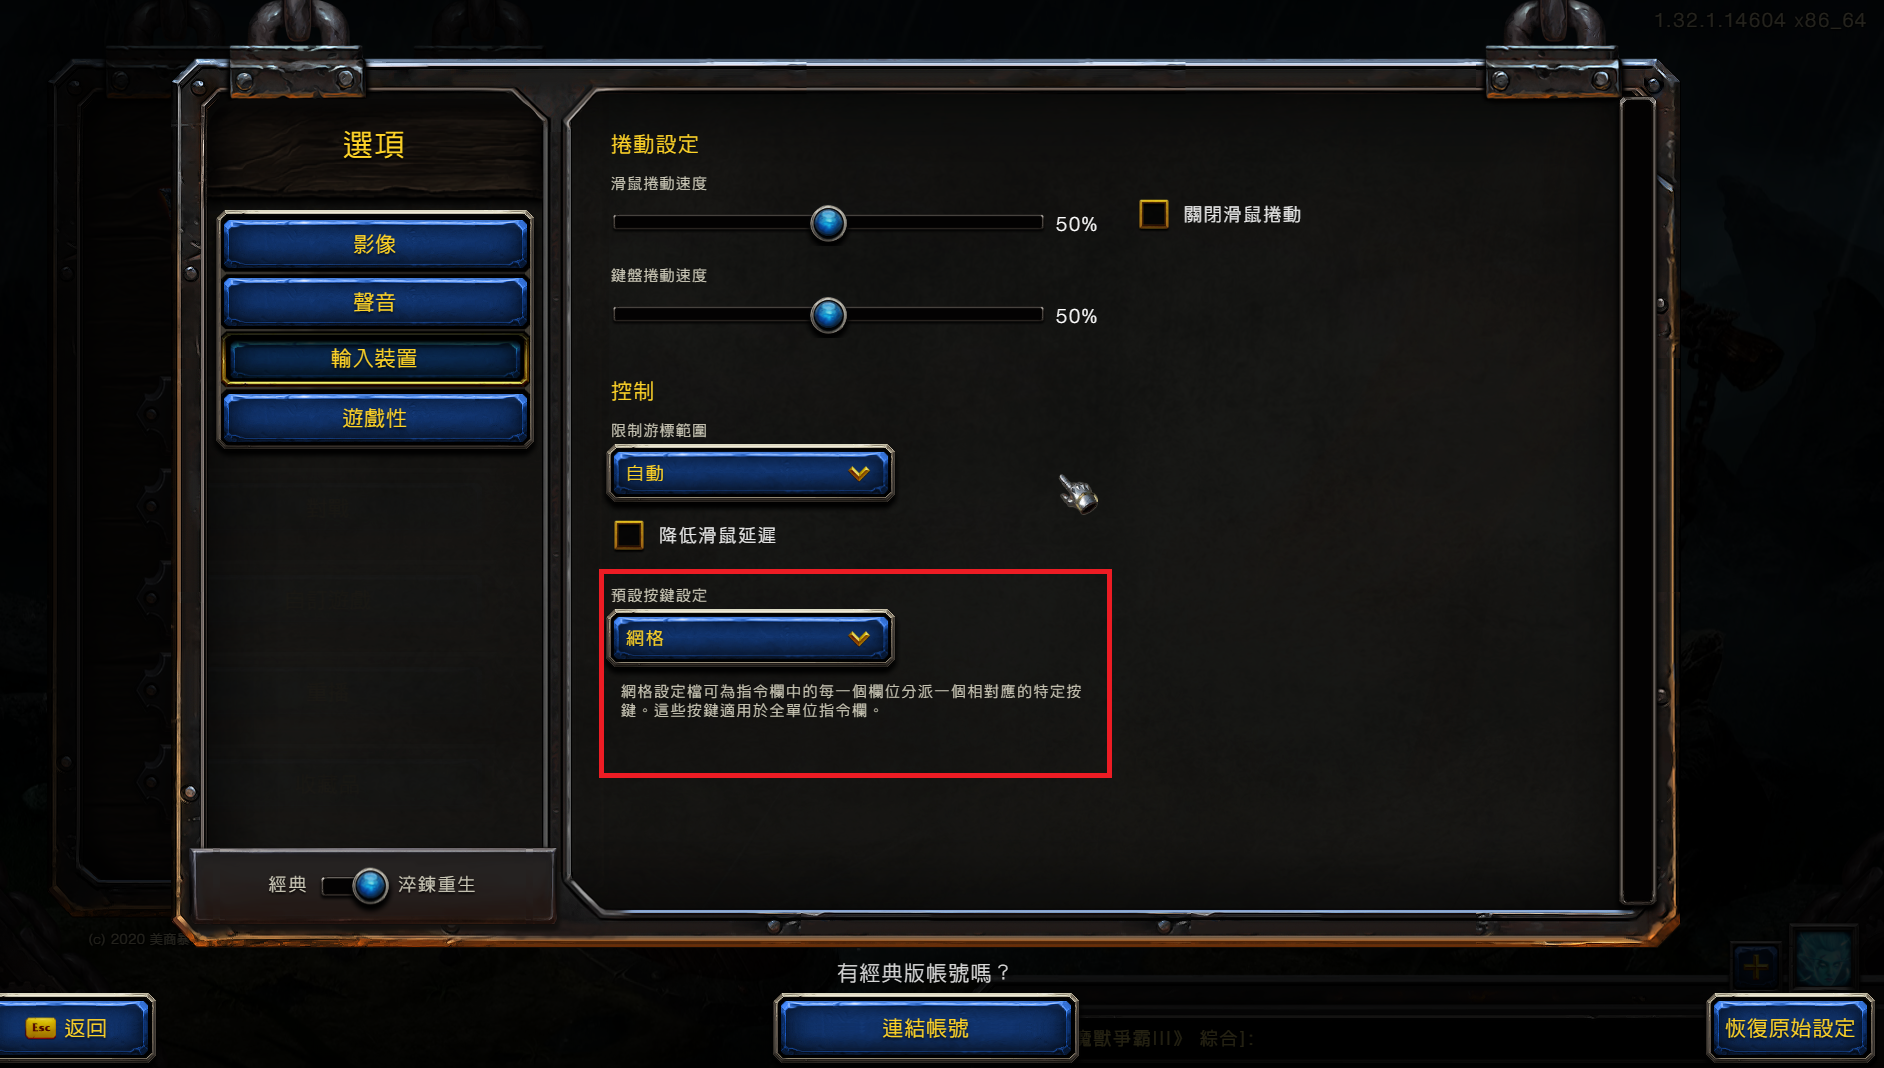 1.32.1.14604 x86_64
選項
影像
聲音
輸入裝置
遊戲性
經典
淬鍊重生
捲動設定
滑鼠捲動速度
50%
關閉滑鼠捲動
鍵盤捲動速度
50%
控制
限制游標範圍
自動
降低滑鼠延遲
預設按鍵設定
網格
網格設定檔可為指令欄中的每一個欄位分派一個相對應的特定按
鍵。這些按鍵適用於全單位指令欄。
(c) 2020 美商暴
有經典版帳號嗎？
Esc 返回
連結帳號
魔獸爭霸III》 綜合]:
恢復原始設定